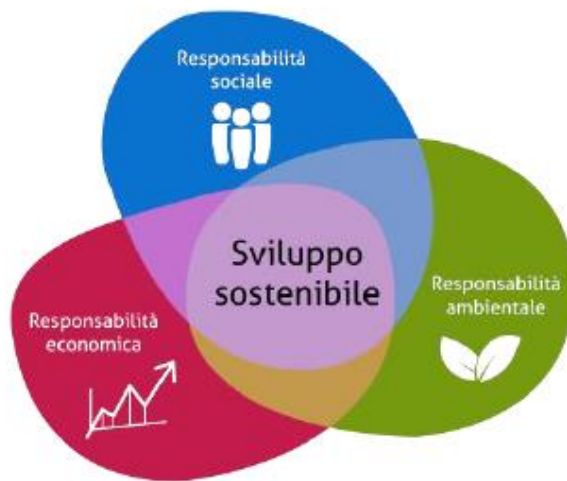 Responsabilità
sociale
Sviluppo
sostenibile
Responsabilità
ambientale
Responsabilità
economica